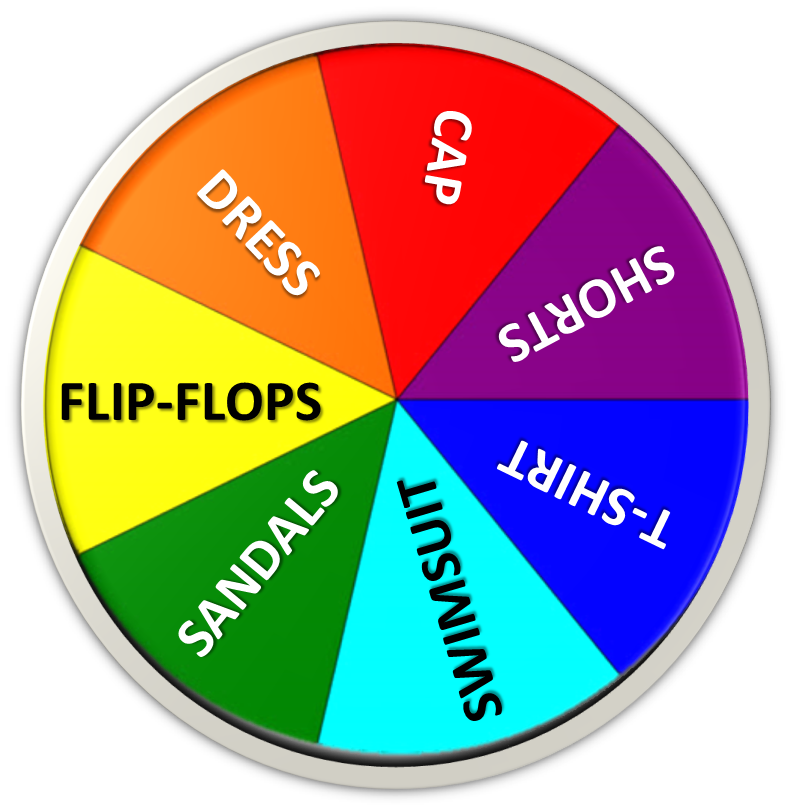 CAP
SHORTS
T-SHIRT
SWIMSUIT
SANDALS
FLIP-FLOPS
DRESS